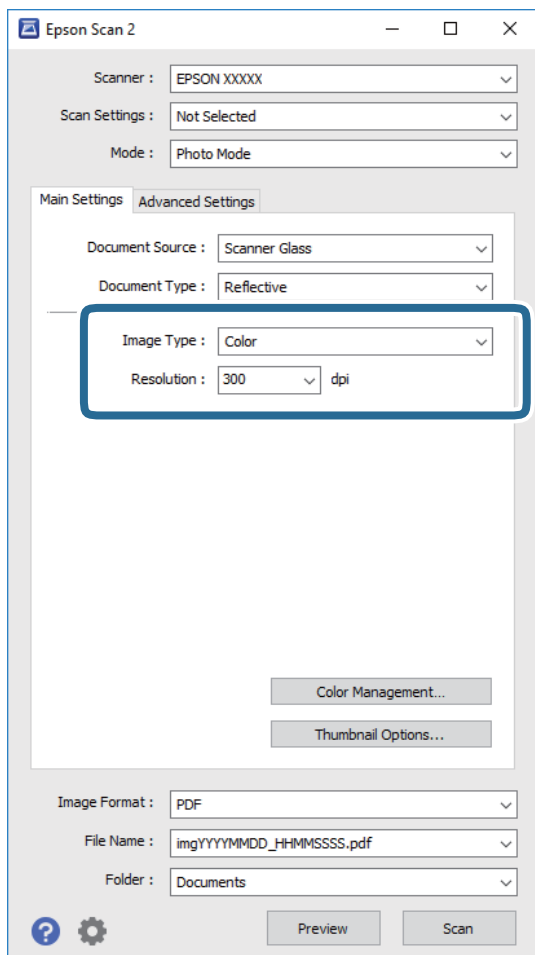 Epson Scan 2
Scanner : EPSON XXXXX
Scan Settings : Not Selected
Mode : Photo Mode
Main Settings Advanced Settings
Document Source : Scanner Glass
Document Type : Reflective
Image Type : Color
Resolution : 300 dpi
Color Management...
Thumbnail Options...
Image Format : PDF
File Name : imgYYYYMMDD_HHMMSSSS.pdf
Folder : Documents
? Preview Scan